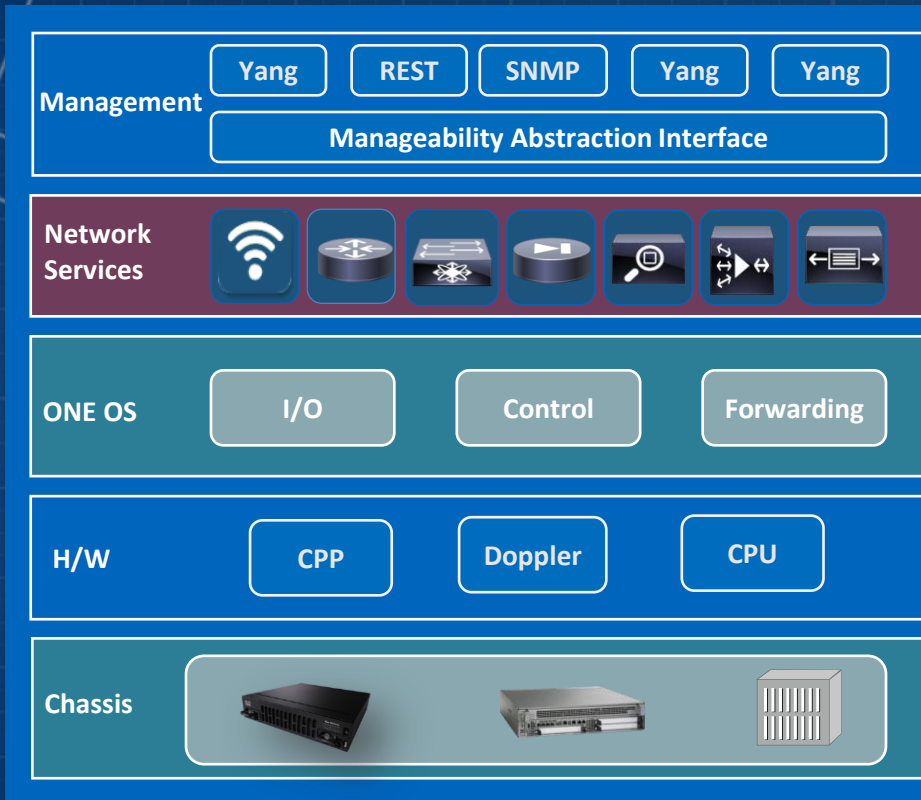 Management
Yang
REST
SNMP
Yang
Yang
Manageability Abstraction Interface
Network
Services
ONE OS
I/O
Control
Forwarding
H/W
CPP
Doppler
CPU
Chassis